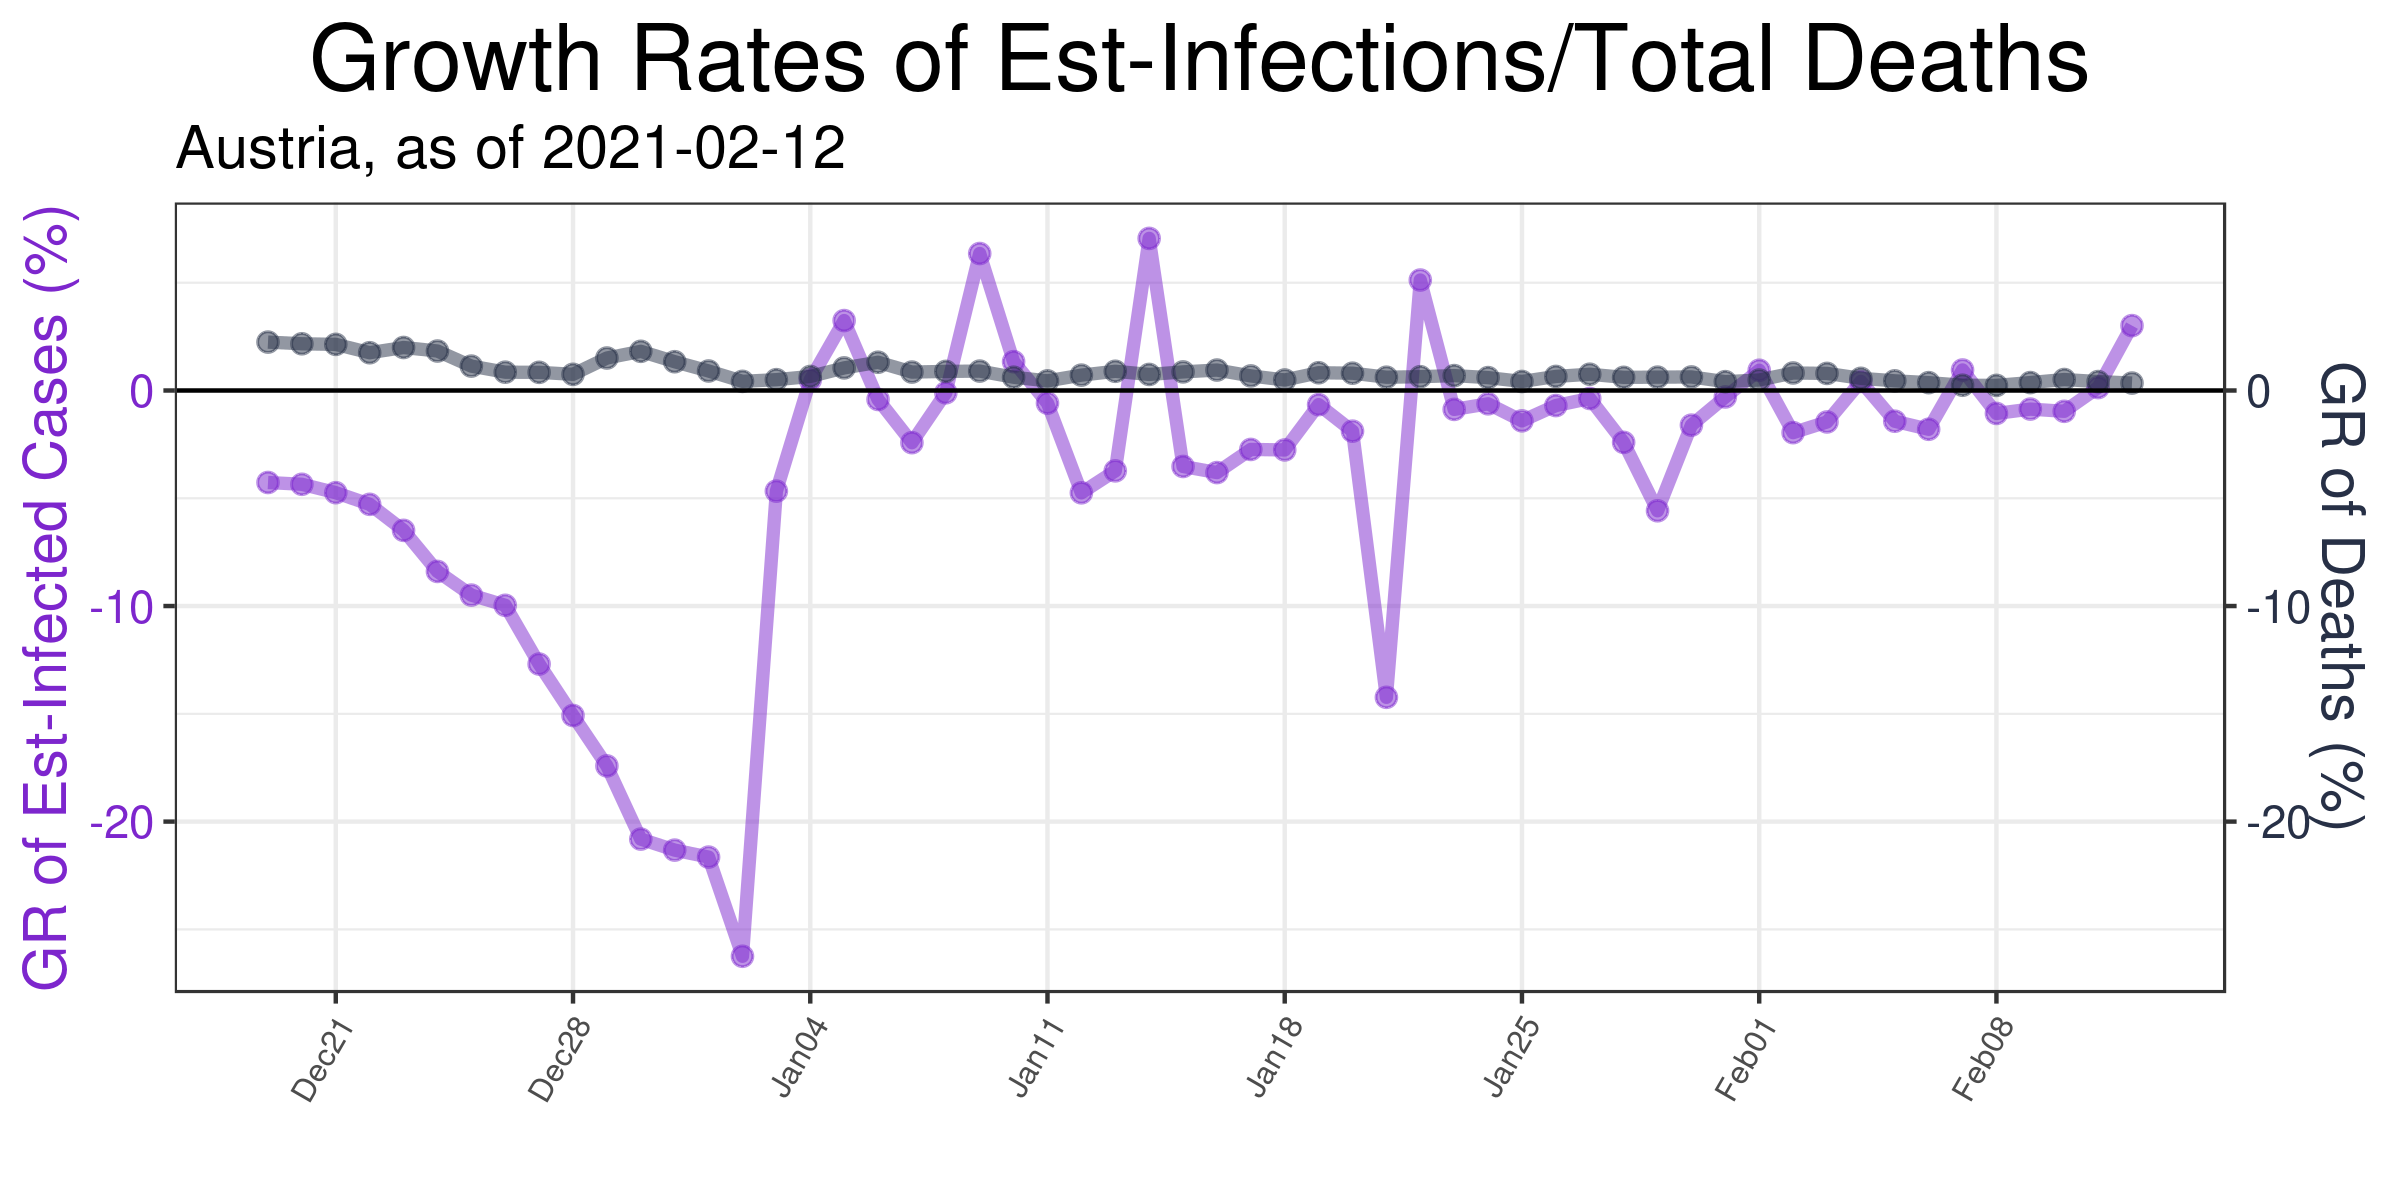 Growth Rates of Est-Infections/Total Deaths
Austria, as of 2021-02-12
GR of Est-Infected Cases (%)
0
-10
-20
0
-10
-20
GR of Deaths (%)
Dec21
Dec28
Jan04
Jan11
Jan18
Jan25
Feb01
Feb08